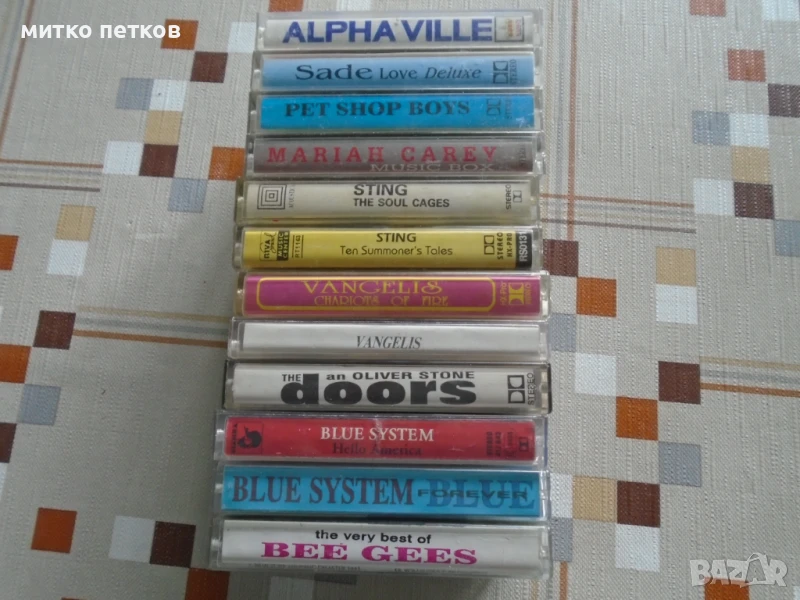 митко петков
ALPHAVILLE
Sade Love Deluxe
PET SHOP BOYS
MARIAH CAREY
MUSIC BOX
STING
THE SOUL CAGES
STEREO
STING
Ten Summoner's Tales
STEREO
VANGELIS
CHARIOTS OF FIRE
VANGELIS
an OLIVER STONE
THE doors
STEREO
BLUE SYSTEM
Hello America
BLUE SYSTEM FOREVER BLUE
the very best of
BEE GEES
BAZAR